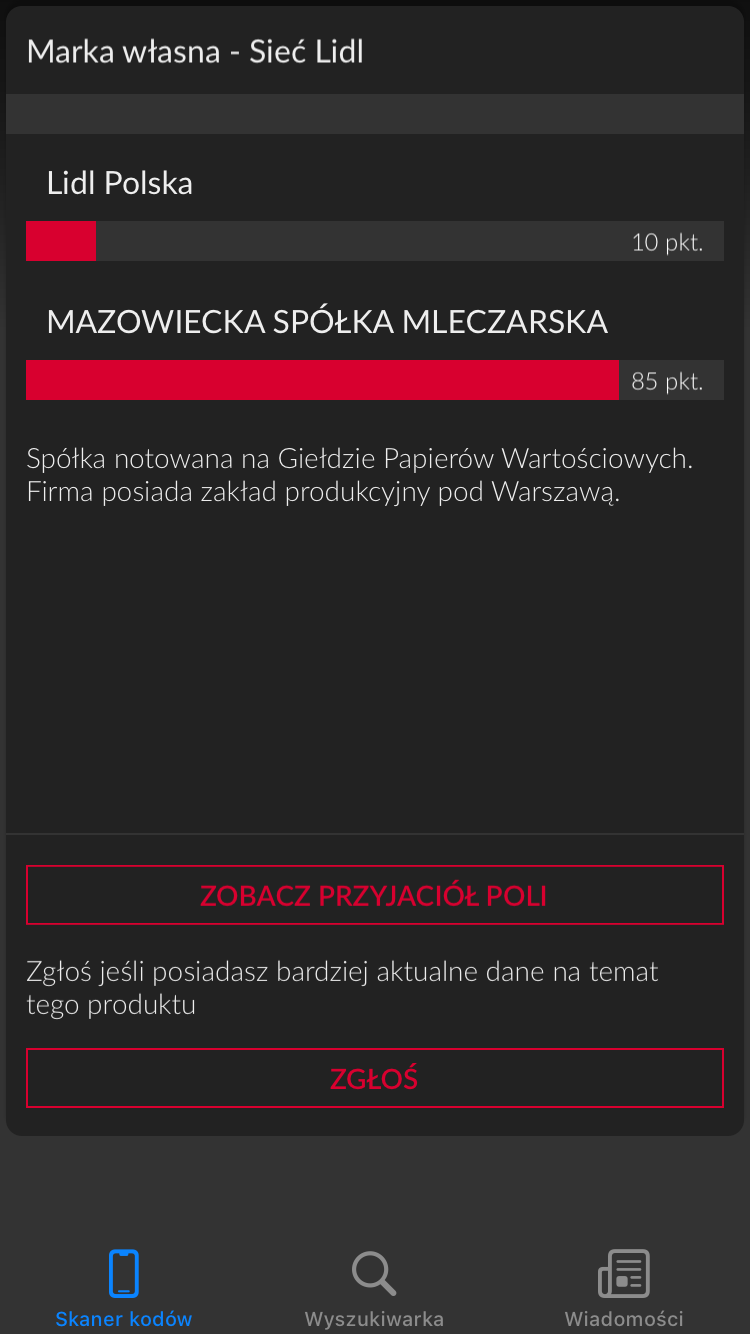 Marka własna - Sieć Lidl
Lidl Polska
10 pkt.
MAZOWIECKA SPÓŁKA MLECZARSKA
85 pkt.
Spółka notowana na Giełdzie Papierów Wartościowych.
Firma posiada zakład produkcyjny pod Warszawą.
ZOBACZ PRZYJACIÓŁ POLI
Zgłoś jeśli posiadasz bardziej aktualne dane na temat
tego produktu
ZGŁOŚ
Skaner kodów
Wyszukiwarka
Wiadomości